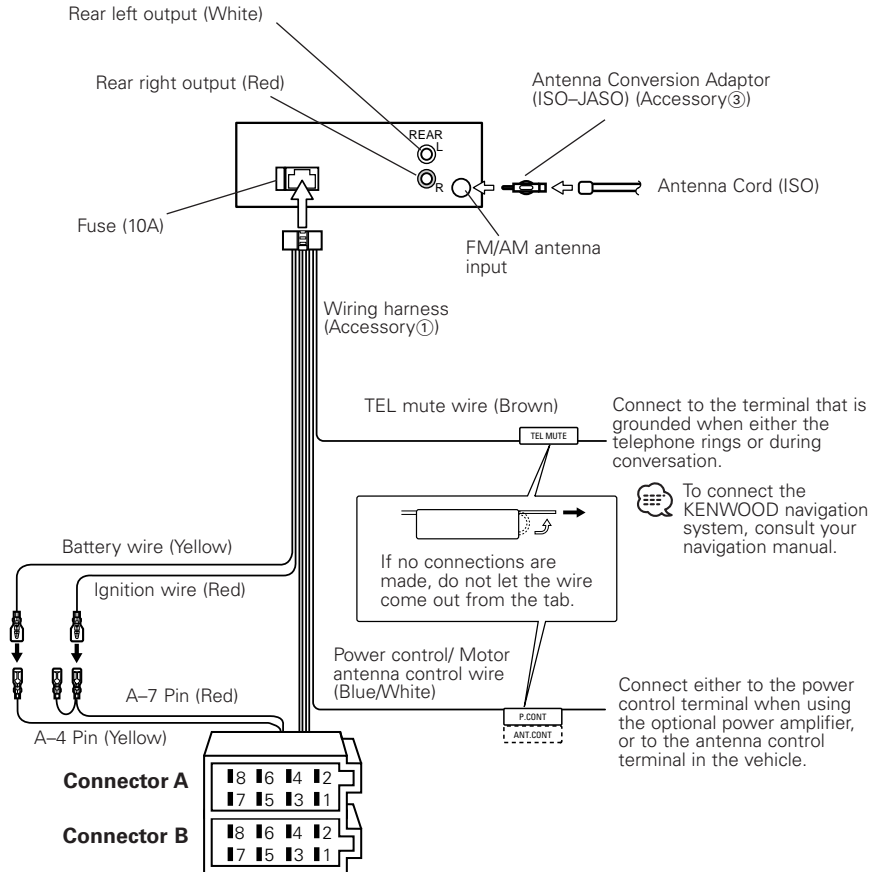 Rear left output (White)
Rear right output (Red)
Antenna Conversion Adaptor
(ISO–JASO) (Accessory③)
REAR
L
R
Antenna Cord (ISO)
Fuse (10A)
FM/AM antenna
input
Wiring harness
(Accessory①)
TEL mute wire (Brown)
TEL MUTE
Connect to the terminal that is
grounded when either the
telephone rings or during
conversation.
To connect the
KENWOOD navigation
system, consult your
navigation manual.
If no connections are
made, do not let the wire
come out from the tab.
Battery wire (Yellow)
Ignition wire (Red)
Power control/ Motor
antenna control wire
(Blue/White)
P.CONT
ANT.CONT
Connect either to the power
control terminal when using
the optional power amplifier,
or to the antenna control
terminal in the vehicle.
A–7 Pin (Red)
A–4 Pin (Yellow)
Connector A
8 6 4 2
7 5 3 1
Connector B
8 6 4 2
7 5 3 1